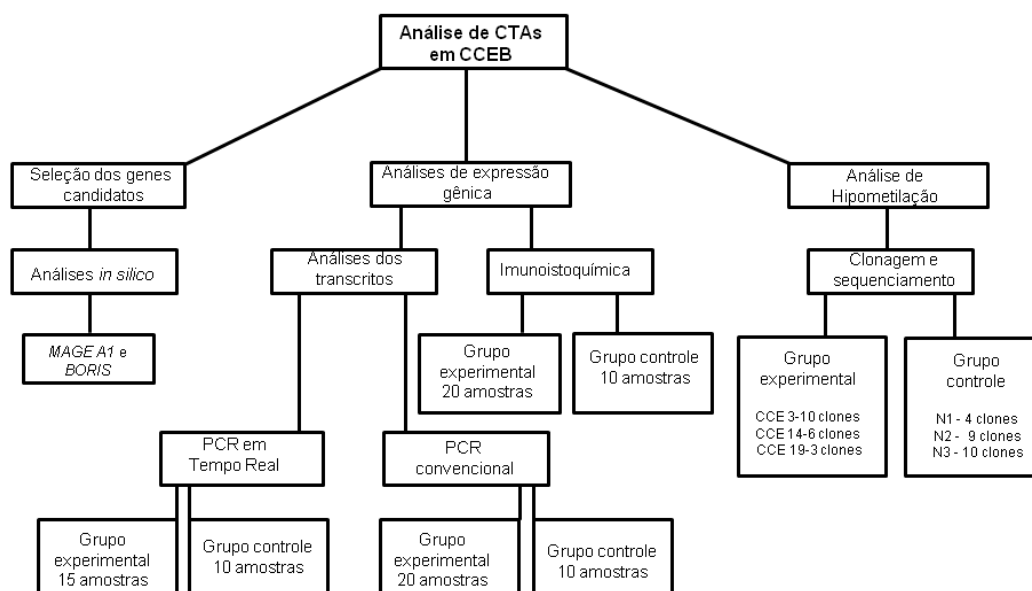 Análise de CTAs
em CCEB
Seleção dos genes
candidatos
Análises de expressão
gênica
Análise de
Hipometilação
Análises in silico
Análises dos
transcritos
Imunoistoquímica
Clonagem e
sequenciamento
MAGE A1 e
BORIS
Grupo
experimental
20 amostras
Grupo controle
10 amostras
Grupo
experimental
CCE 3-10 clones
CCE 14-6 clones
CCE 19-3 clones
Grupo
controle
N1 - 4 clones
N2 - 9 clones
N3 - 10 clones
PCR em
Tempo Real
PCR
convencional
Grupo
experimental
15 amostras
Grupo controle
10 amostras
Grupo
experimental
20 amostras
Grupo controle
10 amostras